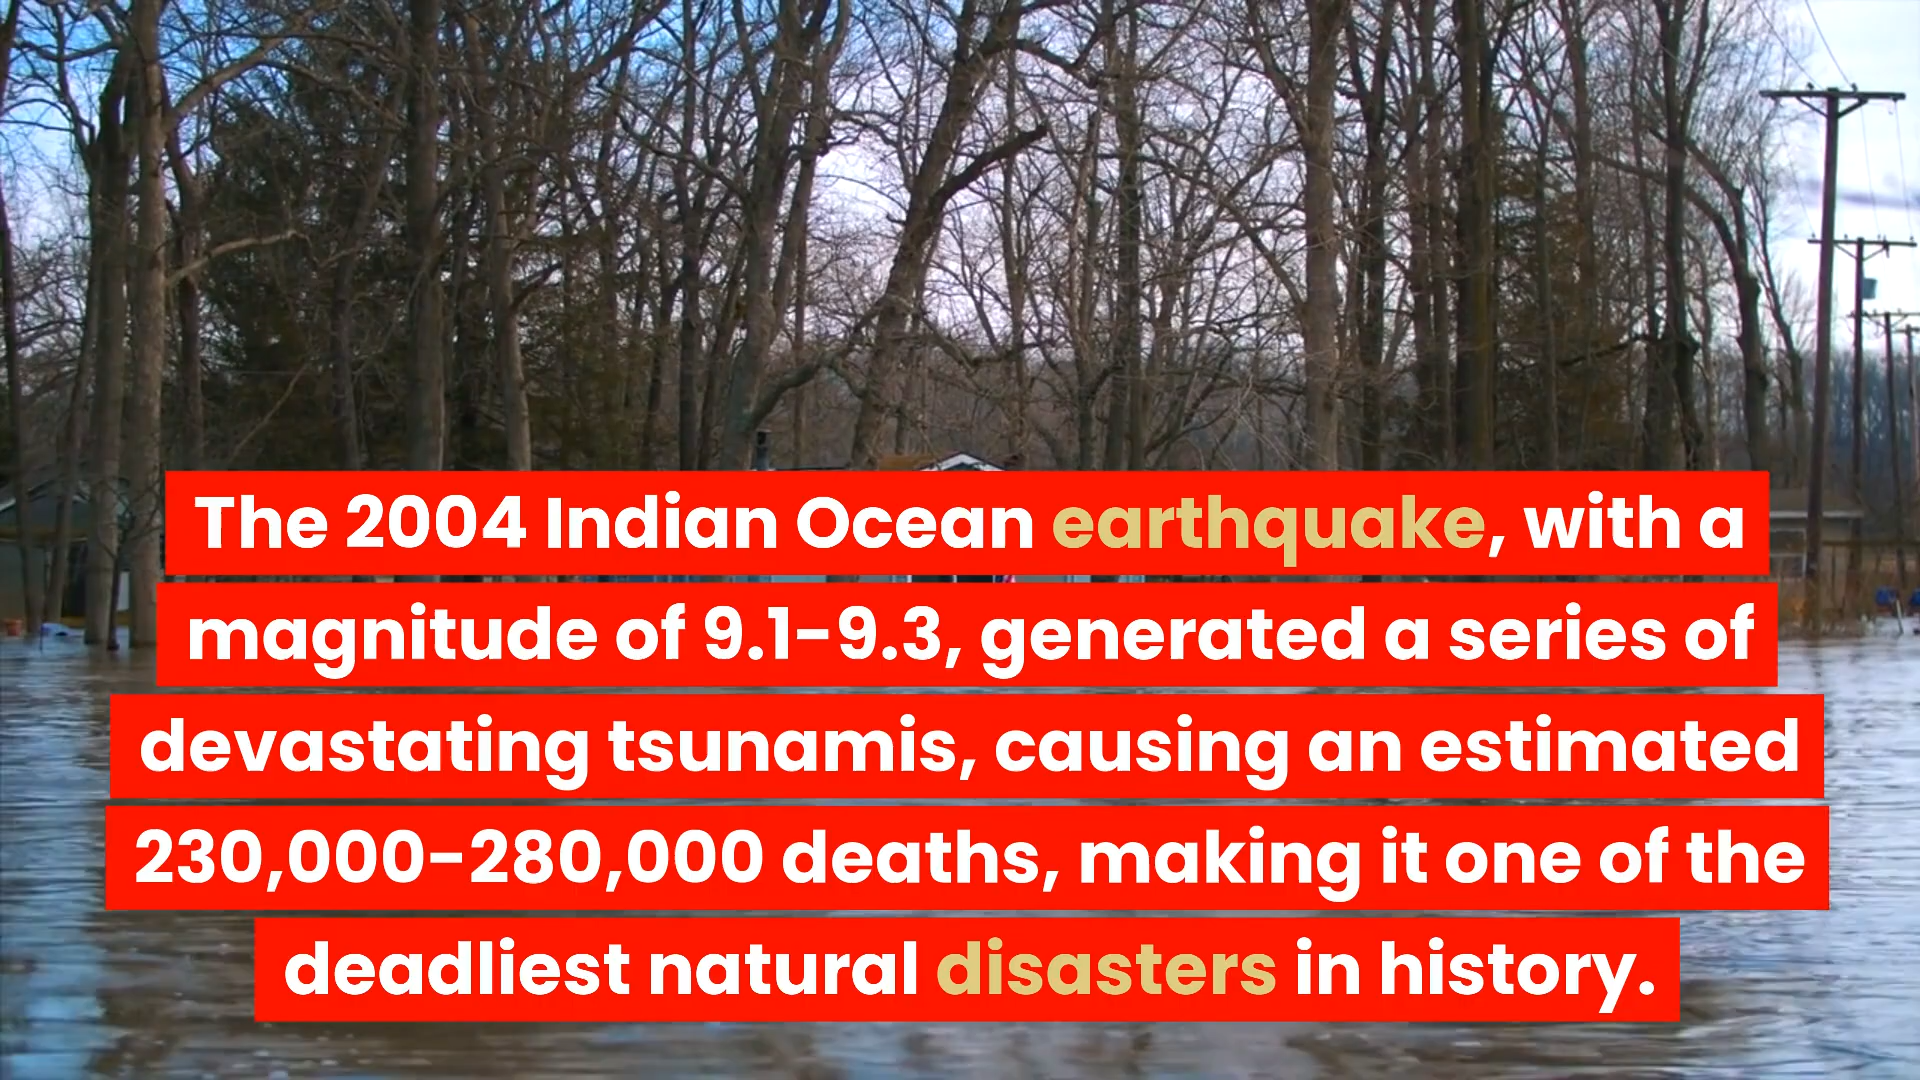 The 2004 Indian Ocean earthquake, with a
magnitude of 9.1–9.3, generated a series of
devastating tsunamis, causing an estimated
230,000–280,000 deaths, making it one of the
deadliest natural disasters in history.